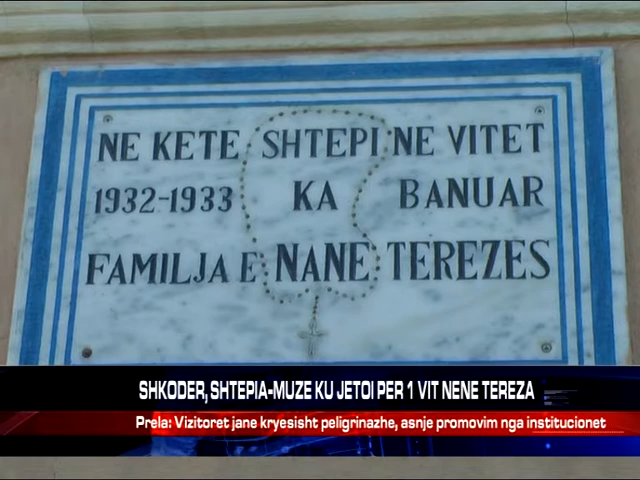 NE KETE SHTEPI NE VITET
1932-1933 KA BANUAR
FAMILJA E NANE TEREZES
SHKODER, SHTEPIA-MUZE KU JETOI PER 1 VIT NENE TEREZA
Prela: Vizitoret jane kryesisht peligrinazhe, asnje promovim nga institucionet